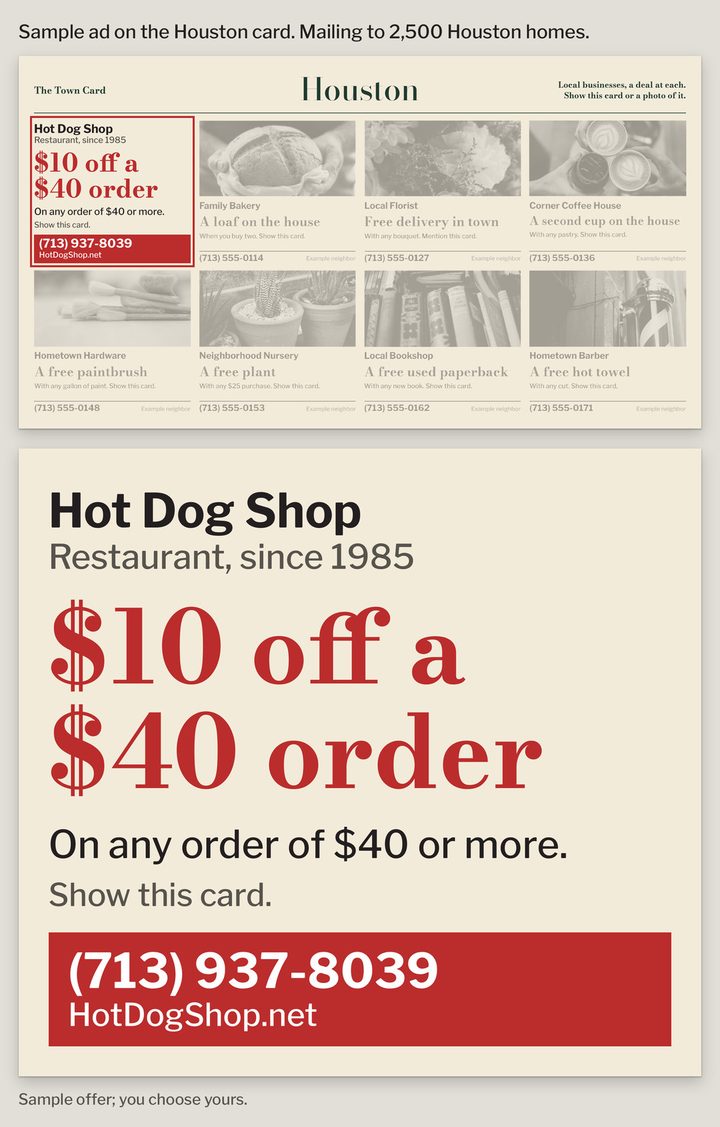 Sample ad on the Houston card. Mailing to 2,500 Houston homes.
The Town Card
Houston
Local businesses, a deal at each.
Show this card or a photo of it.
Hot Dog Shop
Restaurant, since 1985
$10 off a
$40 order
On any order of $40 or more.
Show this card.
(713) 937-8039
HotDogShop.net
Family Bakery
A loaf on the house
When you buy two. Show this card.
(713) 555-0114
Example neighbor
Local Florist
Free delivery in town
With any bouquet. Mention this card.
(713) 555-0127
Example neighbor
Corner Coffee House
A second cup on the house
With any pastry. Show this card.
(713) 555-0136
Example neighbor
Hometown Hardware
A free paintbrush
With any gallon of paint. Show this card.
(713) 555-0148
Example neighbor
Neighborhood Nursery
A free plant
With any $25 purchase. Show this card.
(713) 555-0153
Example neighbor
Local Bookshop
A free used paperback
With any new book. Show this card.
(713) 555-0162
Example neighbor
Hometown Barber
A free hot towel
With any cut. Show this card.
(713) 555-0171
Example neighbor
Hot Dog Shop
Restaurant, since 1985
$10 off a
$40 order
On any order of $40 or more.
Show this card.
(713) 937-8039
HotDogShop.net
Sample offer; you choose yours.